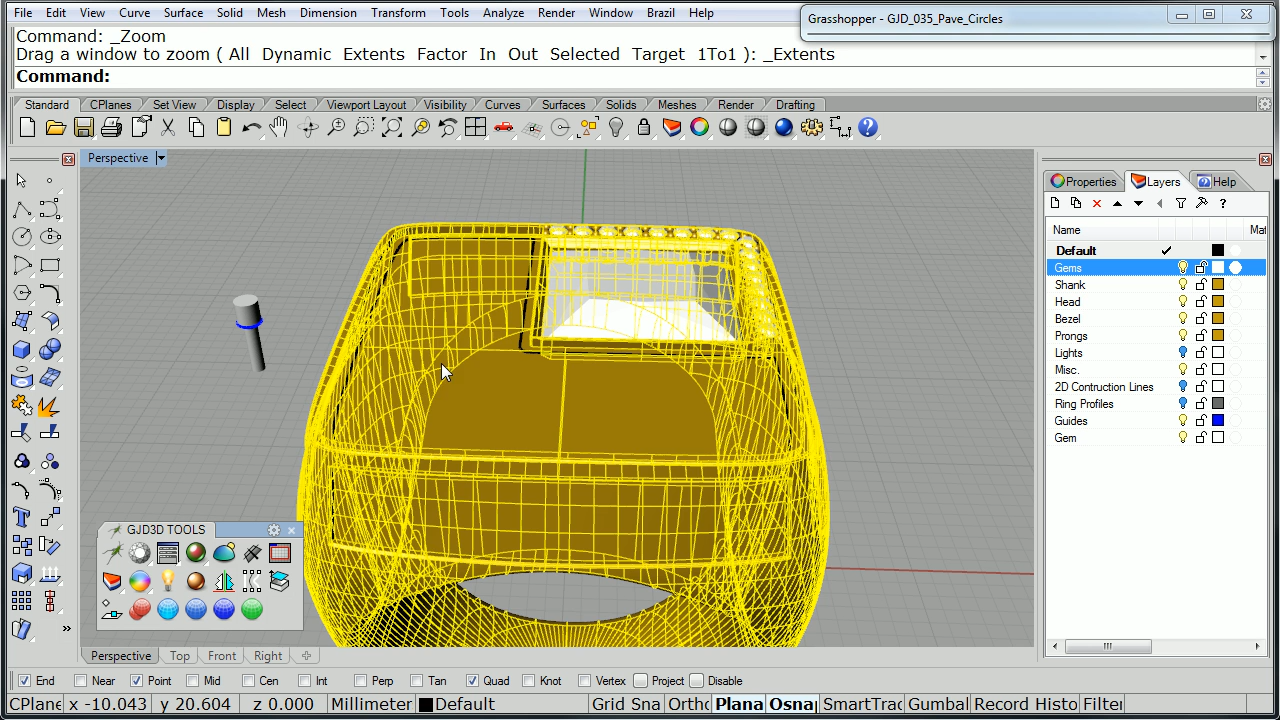 File Edit View Curve Surface Solid Mesh Dimension Transform Tools Analyze Render Window Brazil Help
Grasshopper - GJD_035_Pave_Circles
Command: _Zoom
Drag a window to zoom ( All Dynamic Extents Factor In Out Selected Target 1To1 ): _Extents
Command:
Standard CPlanes Set View Display Select Viewport Layout Visibility Curves Surfaces Solids Meshes Render Drafting
Perspective
Properties Layers Help
Name Mat
Default
Gems
Shank
Head
Bezel
Prongs
Lights
Misc.
2D Contruction Lines
Ring Profiles
Guides
Gem
GJD3D TOOLS
Perspective Top Front Right
End Near Point Mid Cen Int Perp Tan Quad Knot Vertex Project Disable
CPlane x -10.043 y 20.604 z 0.000 Millimeter Default Grid Sna Ortho Plana Osnap SmartTrac Gumbal Record Histo Filter